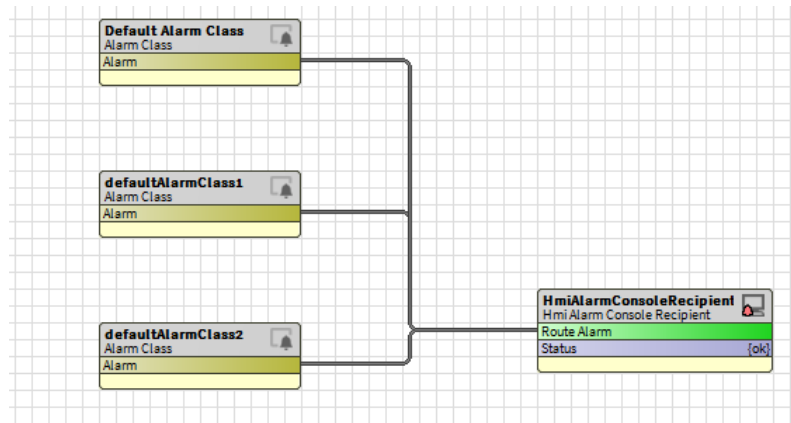 Default Alarm Class
Alarm Class
Alarm
defaultAlarmClass1
Alarm Class
Alarm
defaultAlarmClass2
Alarm Class
Alarm
HmiAlarmConsoleRecipient
Hmi Alarm Console Recipient
Route Alarm
Status {ok}